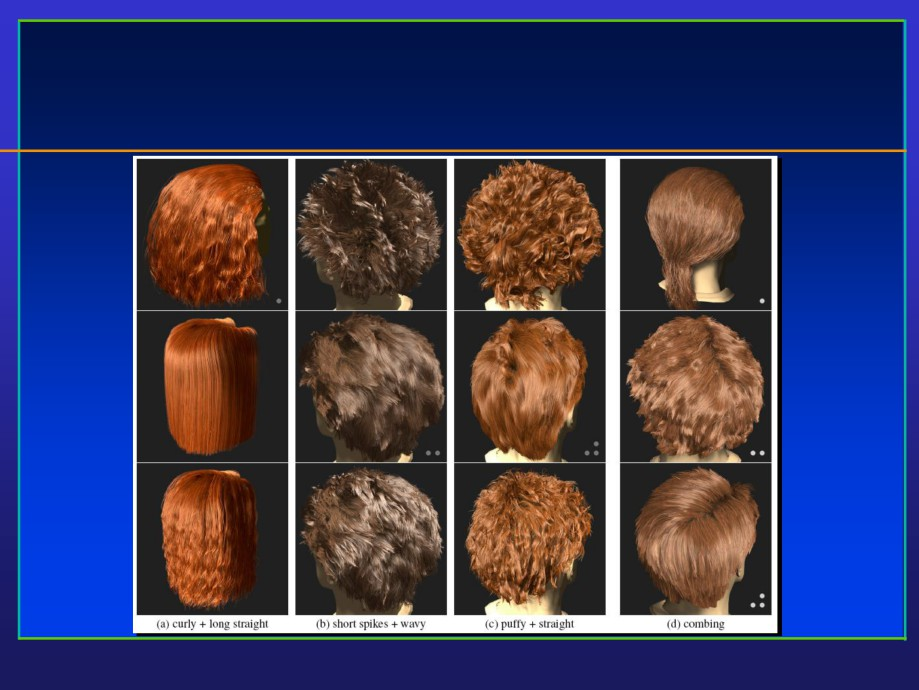 (a) curly + long straight
(b) short spikes + wavy
(c) puffy + straight
(d) combing